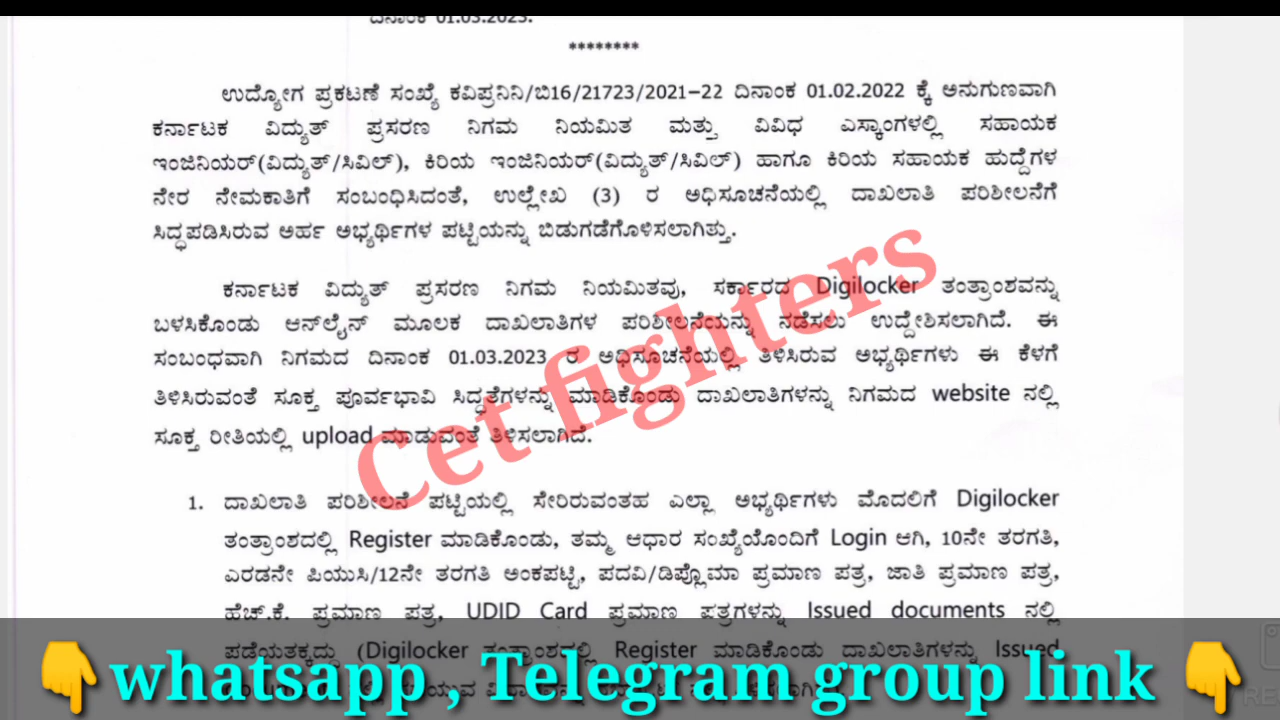 ದಿನಾಂಕ 01.03.2023.
********
ಉದ್ಯೋಗ ಪ್ರಕಟಣೆ ಸಂಖ್ಯೆ ಕವಿಪ್ರನಿನಿ/ಬಿ16/21723/2021-22 ದಿನಾಂಕ 01.02.2022 ಕ್ಕೆ ಅನುಗುಣವಾಗಿ
ಕರ್ನಾಟಕ ವಿದ್ಯುತ್ ಪ್ರಸರಣ ನಿಗಮ ನಿಯಮಿತ ಮತ್ತು ವಿವಿಧ ಎಸ್ಕಾಂಗಳಲ್ಲಿ ಸಹಾಯಕ
ಇಂಜಿನಿಯರ್(ವಿದ್ಯುತ್/ಸಿವಿಲ್), ಕಿರಿಯ ಇಂಜಿನಿಯರ್(ವಿದ್ಯುತ್/ಸಿವಿಲ್) ಹಾಗೂ ಕಿರಿಯ ಸಹಾಯಕ ಹುದ್ದೆಗಳ
ನೇರ ನೇಮಕಾತಿಗೆ ಸಂಬಂಧಿಸಿದಂತೆ, ಉಲ್ಲೇಖ (3) ರ ಅಧಿಸೂಚನೆಯಲ್ಲಿ ದಾಖಲಾತಿ ಪರಿಶೀಲನೆಗೆ
ಸಿದ್ಧಪಡಿಸಿರುವ ಅರ್ಹ ಅಭ್ಯರ್ಥಿಗಳ ಪಟ್ಟಿಯನ್ನು ಬಿಡುಗಡೆಗೊಳಿಸಲಾಗಿತ್ತು.
ಕರ್ನಾಟಕ ವಿದ್ಯುತ್ ಪ್ರಸರಣ ನಿಗಮ ನಿಯಮಿತವು, ಸರ್ಕಾರದ Digilocker ತಂತ್ರಾಂಶವನ್ನು
ಬಳಸಿಕೊಂಡು ಆನ್‌ಲೈನ್ ಮೂಲಕ ದಾಖಲಾತಿಗಳ ಪರಿಶೀಲನೆಯನ್ನು ನಡೆಸಲು ಉದ್ದೇಶಿಸಲಾಗಿದೆ. ಈ
ಸಂಬಂಧವಾಗಿ ನಿಗಮದ ದಿನಾಂಕ 01.03.2023 ರ ಅಧಿಸೂಚನೆಯಲ್ಲಿ ತಿಳಿಸಿರುವ ಅಭ್ಯರ್ಥಿಗಳು ಈ ಕೆಳಗೆ
ತಿಳಿಸಿರುವಂತೆ ಸೂಕ್ತ ಪೂರ್ವಭಾವಿ ಸಿದ್ಧತೆಗಳನ್ನು ಮಾಡಿಕೊಂಡು ದಾಖಲಾತಿಗಳನ್ನು ನಿಗಮದ website ನಲ್ಲಿ
ಸೂಕ್ತ ರೀತಿಯಲ್ಲಿ upload ಮಾಡುವಂತೆ ತಿಳಿಸಲಾಗಿದೆ.
Cet fighters
1. ದಾಖಲಾತಿ ಪರಿಶೀಲನೆ ಪಟ್ಟಿಯಲ್ಲಿ ಸೇರಿರುವಂತಹ ಎಲ್ಲಾ ಅಭ್ಯರ್ಥಿಗಳು ಮೊದಲಿಗೆ Digilocker
ತಂತ್ರಾಂಶದಲ್ಲಿ Register ಮಾಡಿಕೊಂಡು, ತಮ್ಮ ಆಧಾರ ಸಂಖ್ಯೆಯೊಂದಿಗೆ Login ಆಗಿ, 10ನೇ ತರಗತಿ,
ಎರಡನೇ ಪಿಯುಸಿ/12ನೇ ತರಗತಿ ಅಂಕಪಟ್ಟಿ, ಪದವಿ/ಡಿಪ್ಲೊಮಾ ಪ್ರಮಾಣ ಪತ್ರ, ಜಾತಿ ಪ್ರಮಾಣ ಪತ್ರ,
ಹೆಚ್.ಕೆ. ಪ್ರಮಾಣ ಪತ್ರ, UDID Card ಪ್ರಮಾಣ ಪತ್ರಗಳನ್ನು Issued documents ನಲ್ಲಿ
ಪಡೆಯತಕ್ಕದ್ದು (Digilocker ತಂತ್ರಾಂಶದಲ್ಲಿ Register ಮಾಡಿಕೊಂಡು ದಾಖಲಾತಿಗಳನ್ನು Issued
👇whatsapp , Telegram group link 👇